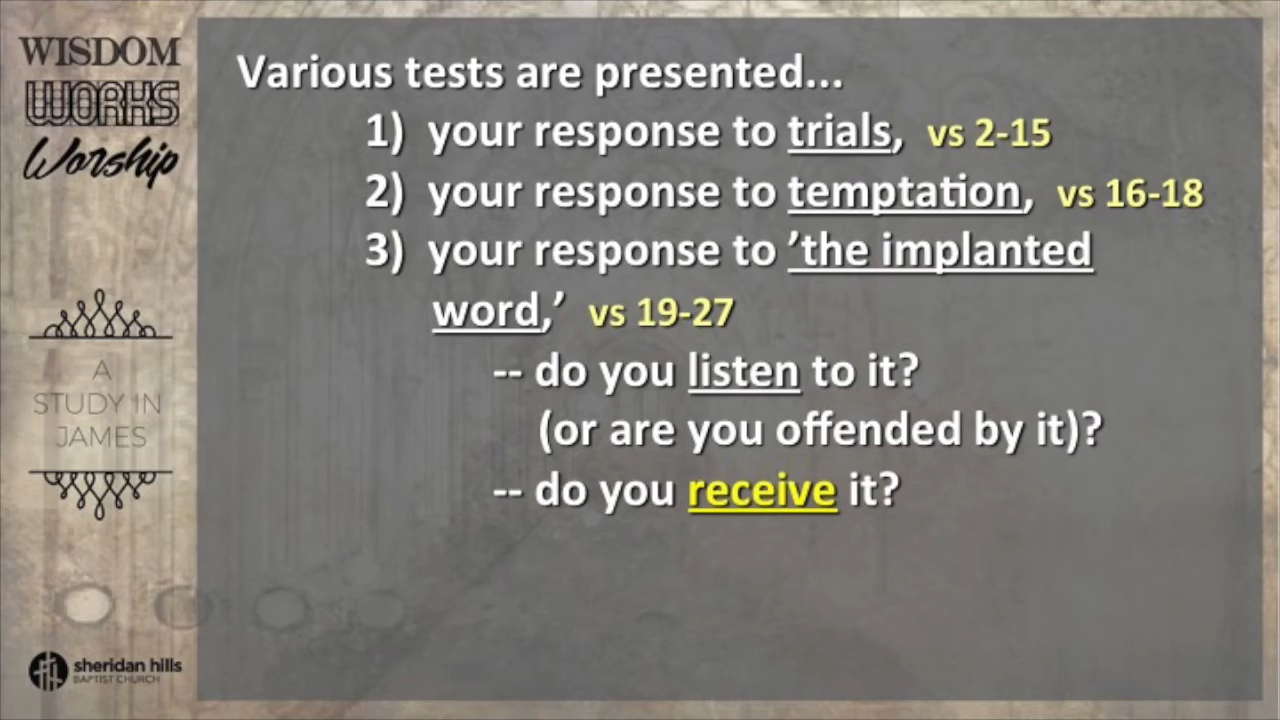 WISDOM
WORKS
Worship
A
STUDY IN
JAMES
sheridan hills
BAPTIST CHURCH
Various tests are presented...
1) your response to trials, vs 2-15
2) your response to temptation, vs 16-18
3) your response to ’the implanted
word,’ vs 19-27
-- do you listen to it?
(or are you offended by it)?
-- do you receive it?